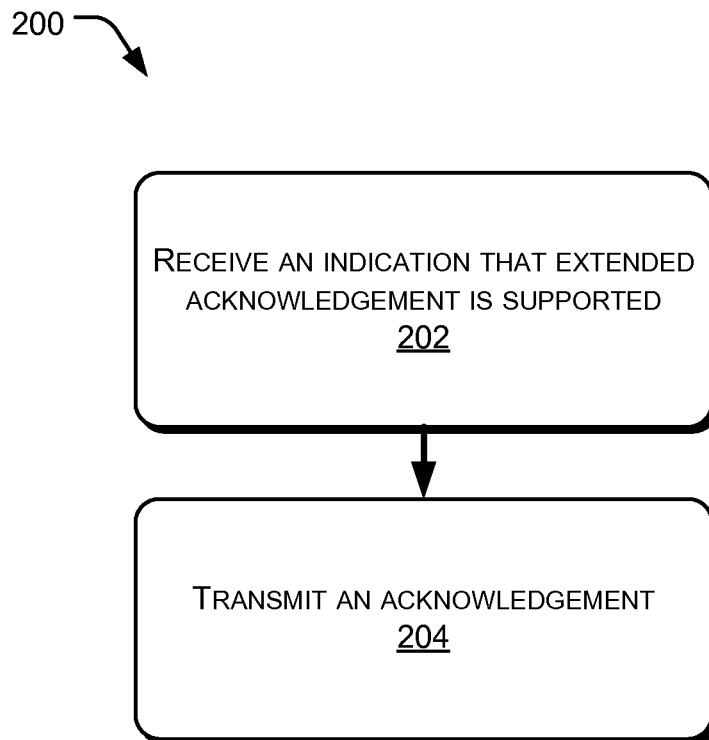 200
RECEIVE AN INDICATION THAT EXTENDED
ACKNOWLEDGEMENT IS SUPPORTED
202
TRANSMIT AN ACKNOWLEDGEMENT
204